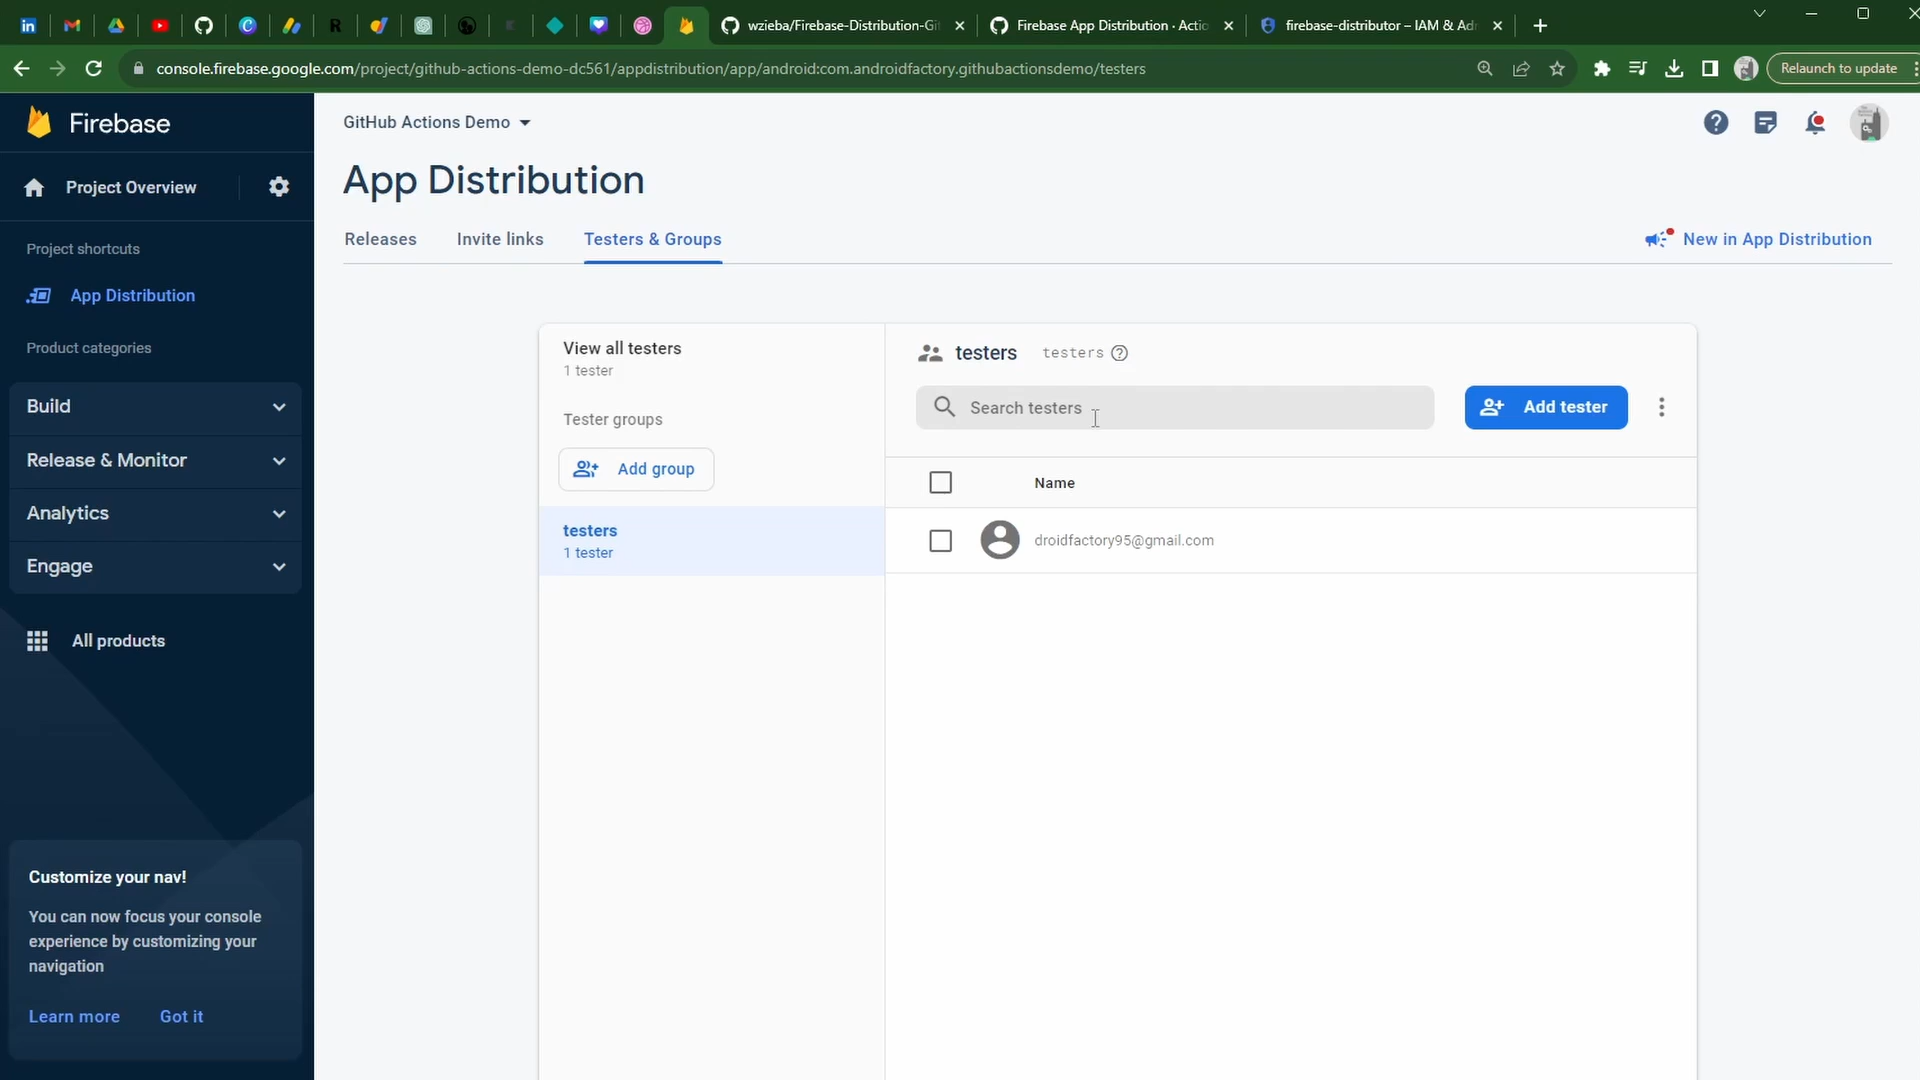 wzieba/Firebase-Distribution-Gi
Firebase App Distribution · Actio
firebase-distributor – IAM & Ad
console.firebase.google.com/project/github-actions-demo-dc561/appdistribution/app/android:com.androidfactory.githubactionsdemo/testers
Relaunch to update
Firebase
Project Overview
Project shortcuts
App Distribution
Product categories
Build
Release & Monitor
Analytics
Engage
All products
Customize your nav!
You can now focus your console
experience by customizing your
navigation
Learn more
Got it
GitHub Actions Demo
App Distribution
Releases
Invite links
Testers & Groups
New in App Distribution
View all testers
1 tester
Tester groups
Add group
testers
1 tester
testers testers
Search testers
Add tester
Name
droidfactory95@gmail.com